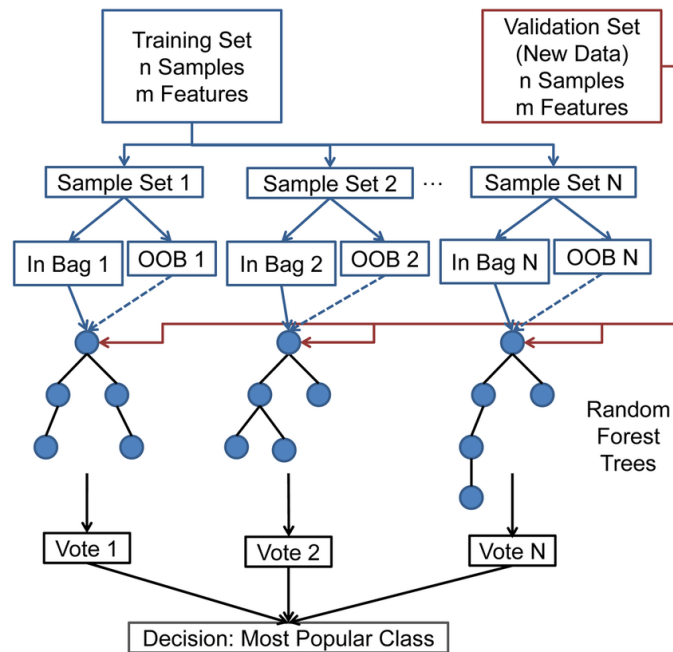 Training Set
n Samples
m Features
Validation Set
(New Data)
n Samples
m Features
Sample Set 1
Sample Set 2
...
Sample Set N
In Bag 1
OOB 1
In Bag 2
OOB 2
In Bag N
OOB N
Random
Forest
Trees
Vote 1
Vote 2
Vote N
Decision: Most Popular Class